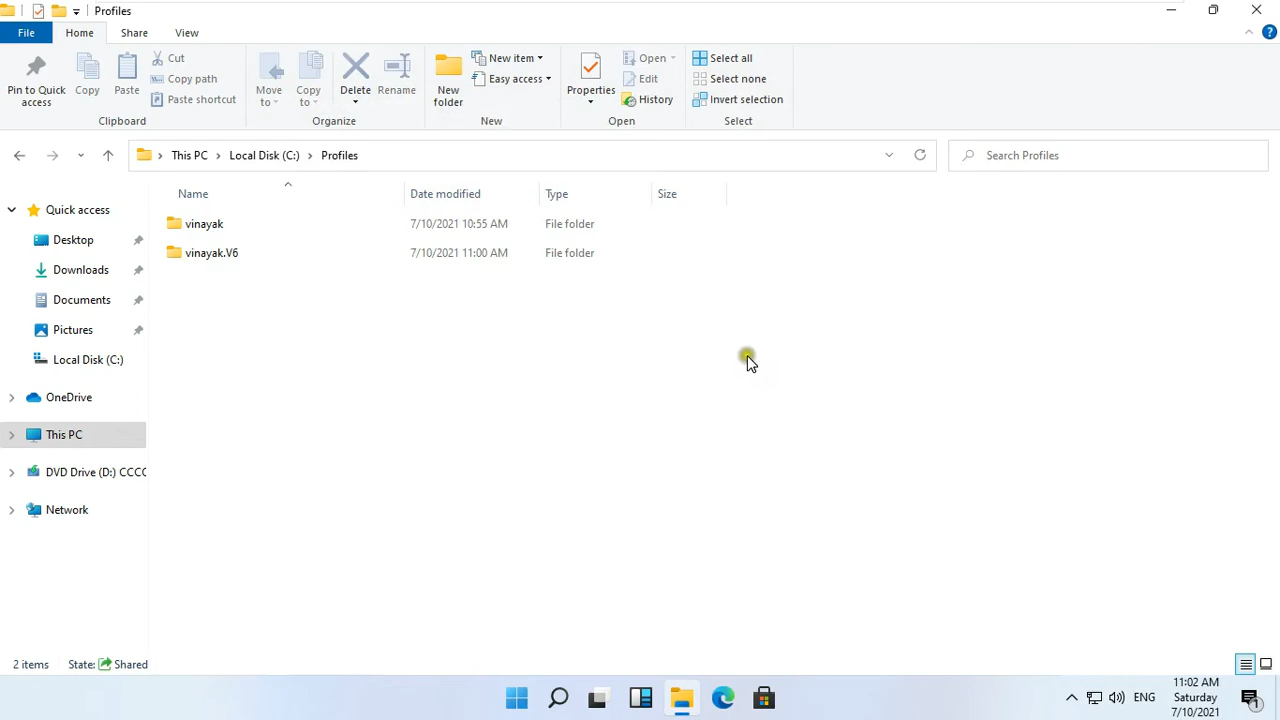 Profiles
File Home Share View
Pin to Quick access
Copy
Paste
Cut
Copy path
Paste shortcut
Clipboard
Move to
Copy to
Delete
Rename
Organize
New folder
New item
Easy access
New
Properties
Open
Edit
History
Open
Select all
Select none
Invert selection
Select
This PC Local Disk (C:) Profiles
Search Profiles
Name Date modified Type Size
vinayak 7/10/2021 10:55 AM File folder
vinayak.V6 7/10/2021 11:00 AM File folder
Quick access
Desktop
Downloads
Documents
Pictures
Local Disk (C:)
OneDrive
This PC
DVD Drive (D:) CCCO
Network
2 items State: Shared
ENG
11:02 AM
Saturday
7/10/2021
1